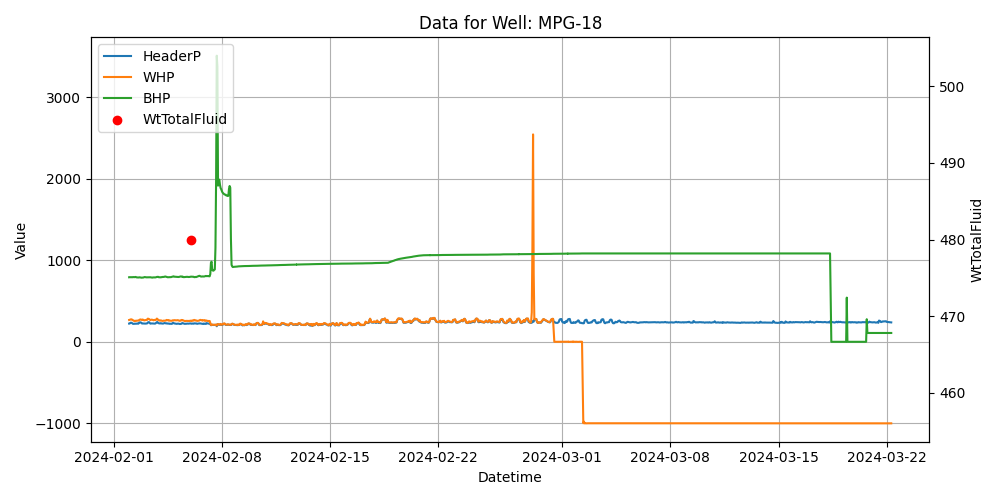 Data for Well: MPG-18
HeaderP
WHP
BHP
WtTotalFluid
3000
2000
1000
0
−1000
Value
500
490
480
470
460
WtTotalFluid
2024-02-01
2024-02-08
2024-02-15
2024-02-22
2024-03-01
2024-03-08
2024-03-15
2024-03-22
Datetime